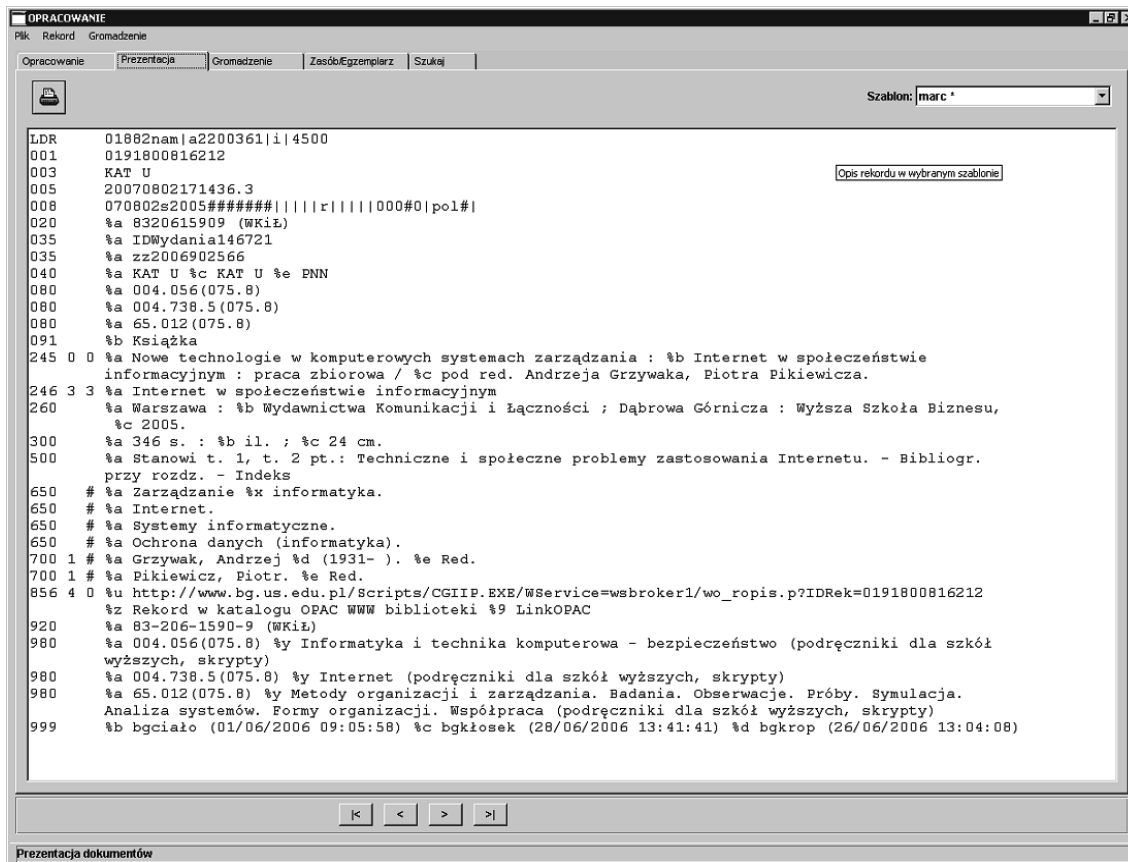 OPRACOWANIE
Plik Rekord Gromadzenie
Opracowanie Prezentacja Gromadzenie Zasób/Egzemplarz Szukaj
Szablon: marc *
LDR 01882nam|a2200361|i|4500
001 0191800816212
003 KAT U
Opis rekordu w wybranym szablonie
005 20070802171436.3
008 070802s2005#######|||||r|||||000#0|pol#|
020 %a 8320615909 (WKiŁ)
035 %a IDWydania146721
035 %a zz2006902566
040 %a KAT U %c KAT U %e PNN
080 %a 004.056(075.8)
080 %a 004.738.5(075.8)
080 %a 65.012(075.8)
091 %b Książka
245 0 0 %a Nowe technologie w komputerowych systemach zarządzania : %b Internet w społeczeństwie
informacyjnym : praca zbiorowa / %c pod red. Andrzeja Grzywaka, Piotra Pikiewicza.
246 3 3 %a Internet w społeczeństwie informacyjnym
260 %a Warszawa : %b Wydawnictwa Komunikacji i Łączności ; Dąbrowa Górnicza : Wyższa Szkoła Biznesu,
%c 2005.
300 %a 346 s. : %b il. ; %c 24 cm.
500 %a Stanowi t. 1, t. 2 pt.: Techniczne i społeczne problemy zastosowania Internetu. - Bibliogr.
przy rozdz. - Indeks
650 # %a Zarządzanie %x informatyka.
650 # %a Internet.
650 # %a Systemy informatyczne.
650 # %a Ochrona danych (informatyka).
700 1 # %a Grzywak, Andrzej %d (1931- ). %e Red.
700 1 # %a Pikiewicz, Piotr. %e Red.
856 4 0 %u http://www.bg.us.edu.pl/Scripts/CGIIP.EXE/WService=wsbroker1/wo_ropis.p?IDRek=0191800816212
%z Rekord w katalogu OPAC WWW biblioteki %9 LinkOPAC
920 %a 83-206-1590-9 (WKiŁ)
980 %a 004.056(075.8) %y Informatyka i technika komputerowa - bezpieczeństwo (podręczniki dla szkół
wyższych, skrypty)
980 %a 004.738.5(075.8) %y Internet (podręczniki dla szkół wyższych, skrypty)
980 %a 65.012(075.8) %y Metody organizacji i zarządzania. Badania. Obserwacje. Próby. Symulacja.
Analiza systemów. Formy organizacji. Współpraca (podręczniki dla szkół wyższych, skrypty)
999 %b bgciało (01/06/2006 09:05:58) %c bgkłosek (28/06/2006 13:41:41) %d bgkrop (26/06/2006 13:04:08)
|< < > >|
Prezentacja dokumentów